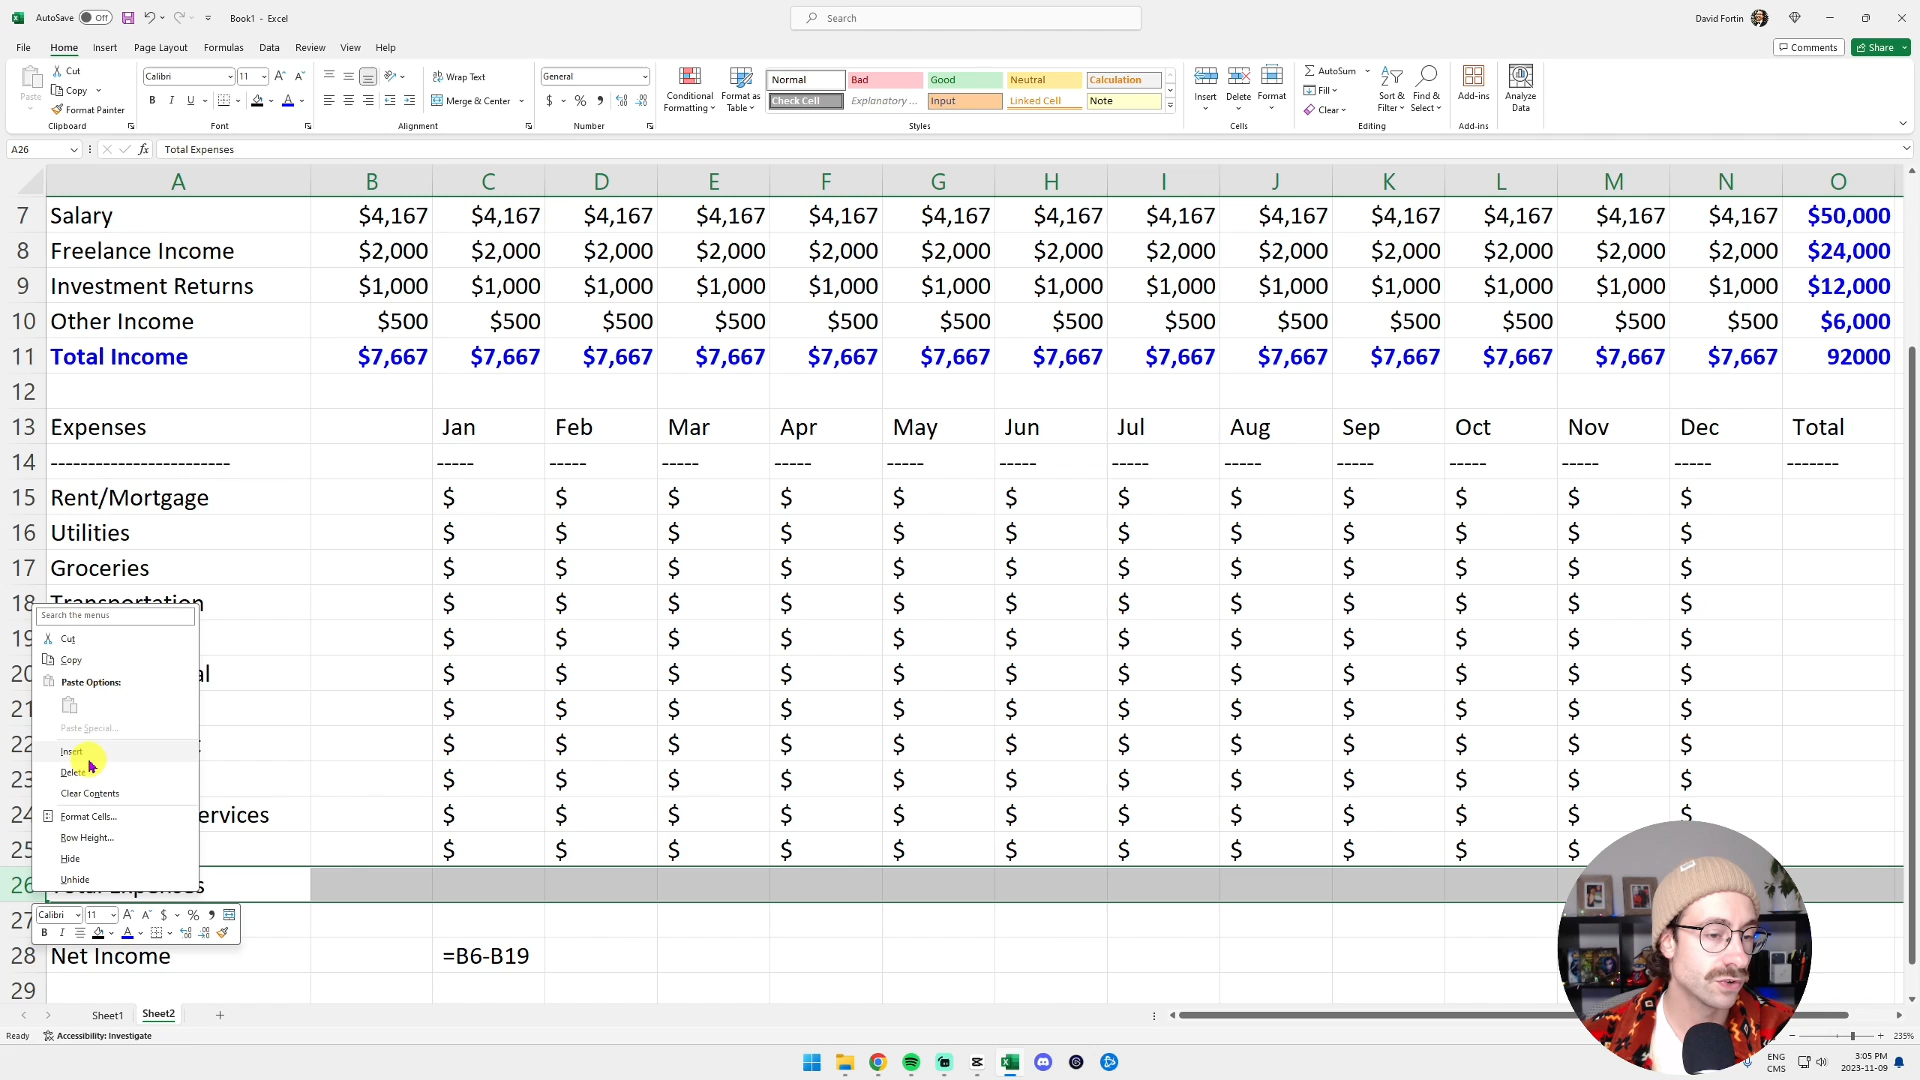 AutoSave Off Book1 - Excel Search David Fortin
File Home Insert Page Layout Formulas Data Review View Help Comments Share
Paste Cut Copy Format Painter Clipboard
Calibri 11 A A B I U A Font
Wrap Text Merge & Center Alignment
General $ % , Number
Conditional Formatting Format as Table
Normal Bad Good Neutral Calculation
Check Cell Explanatory ... Input Linked Cell Note
Styles
Insert Delete Format Cells
AutoSum Fill Clear Sort & Filter Find & Select Editing
Add-ins Add-ins
Analyze Data
A26 fx Total Expenses
A B C D E F G H I J K L M N O
7 Salary $4,167 $4,167 $4,167 $4,167 $4,167 $4,167 $4,167 $4,167 $4,167 $4,167 $4,167 $4,167 $4,167 $50,000
8 Freelance Income $2,000 $2,000 $2,000 $2,000 $2,000 $2,000 $2,000 $2,000 $2,000 $2,000 $2,000 $2,000 $2,000 $24,000
9 Investment Returns $1,000 $1,000 $1,000 $1,000 $1,000 $1,000 $1,000 $1,000 $1,000 $1,000 $1,000 $1,000 $1,000 $12,000
10 Other Income $500 $500 $500 $500 $500 $500 $500 $500 $500 $500 $500 $500 $500 $6,000
11 Total Income $7,667 $7,667 $7,667 $7,667 $7,667 $7,667 $7,667 $7,667 $7,667 $7,667 $7,667 $7,667 $7,667 92000
12
13 Expenses Jan Feb Mar Apr May Jun Jul Aug Sep Oct Nov Dec Total
14 ------------------------ ----- ----- ----- ----- ----- ----- ----- ----- ----- ----- ----- ----- -------
15 Rent/Mortgage $ $ $ $ $ $ $ $ $ $ $ $
16 Utilities $ $ $ $ $ $ $ $ $ $ $ $
17 Groceries $ $ $ $ $ $ $ $ $ $ $ $
18 Transportation $ $ $ $ $ $ $ $ $ $ $ $
19 $ $ $ $ $ $ $ $ $ $ $ $
20 al $ $ $ $ $ $ $ $ $ $ $ $
21 $ $ $ $ $ $ $ $ $ $ $ $
22 $ $ $ $ $ $ $ $ $ $ $ $
23 $ $ $ $ $ $ $ $ $ $ $ $
24 ervices $ $ $ $ $ $ $ $ $ $ $ $
25 $ $ $ $ $ $ $ $ $ $ $
26 Total Expenses
27
28 Net Income =B6-B19
29
Search the menus
Cut
Copy
Paste Options:
Paste Special...
Insert
Delete
Clear Contents
Format Cells...
Row Height...
Hide
Unhide
Calibri 11 A A $ % ,
B I A
Sheet1 Sheet2
Ready Accessibility: Investigate 235%
ENG CMS 3:05 PM 2023-11-09